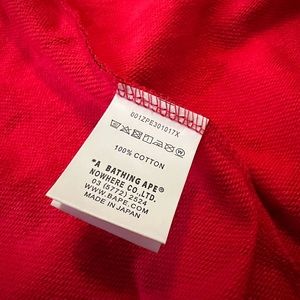 001ZPE301017X
100% COTTON
"A BATHING APE®
NOWHERE CO.,LTD.
03 (5772) 2524
WWW.BAPE.COM
MADE IN JAPAN